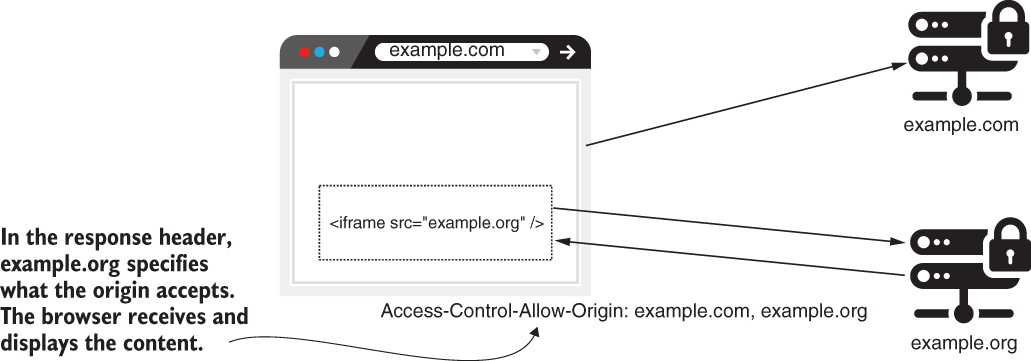 example.com
example.com
<iframe src="example.org" />
In the response header,
example.org specifies
what the origin accepts.
The browser receives and
displays the content.
Access-Control-Allow-Origin: example.com, example.org
example.org